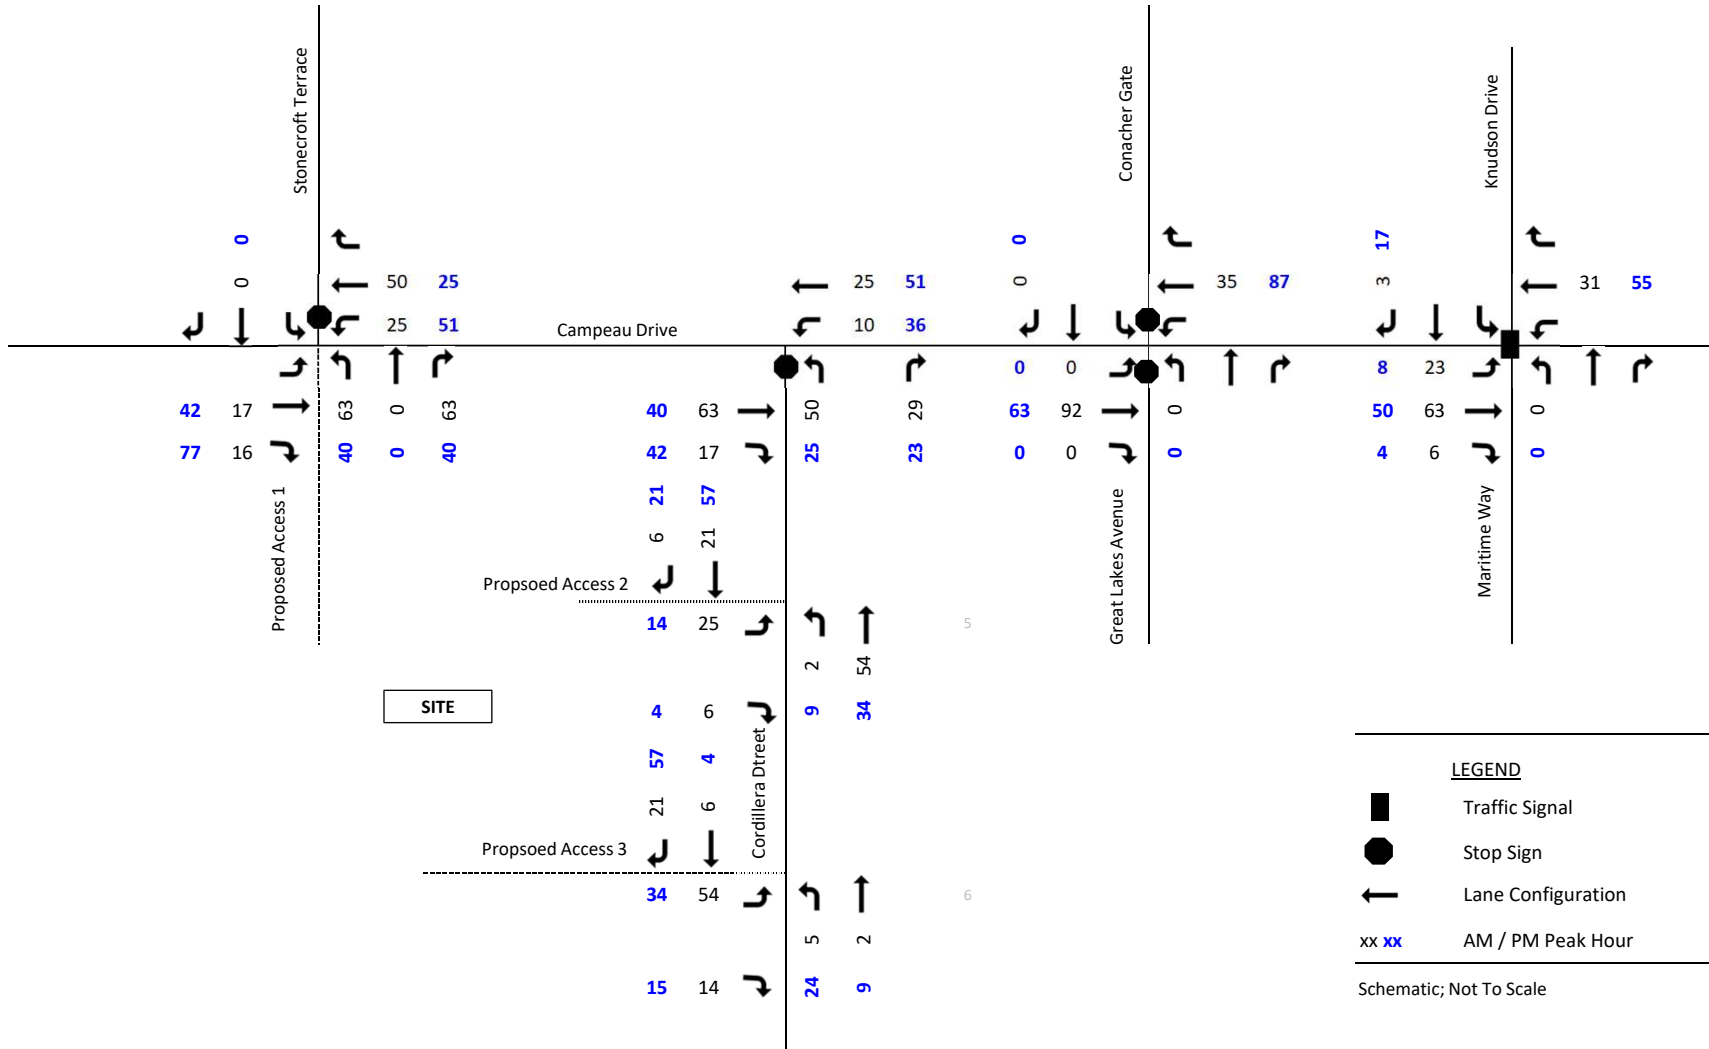 Stonecroft Terrace
Conacher Gate
Knudson Drive
0
0
17
0
50 25
25 51
0
35 87
3
31 55
25 51
10 36
Campeau Drive
0 0
8 23
42 17
63 0 63
40 63
50 29
63 92
0
50 63
0
77 16
40 0 40
42 17
25 23
0 0
0
4 6
0
Proposed Access 1
Great Lakes Avenue
Maritime Way
21 57
6 21
Propsoed Access 2
14 25
5
2 54
SITE
4 6
9 34
57 4
Cordillera Dtreet
21 6
Propsoed Access 3
34 54
6
5 2
15 14
24 9
LEGEND
Traffic Signal
Stop Sign
Lane Configuration
xx xx AM / PM Peak Hour
Schematic; Not To Scale